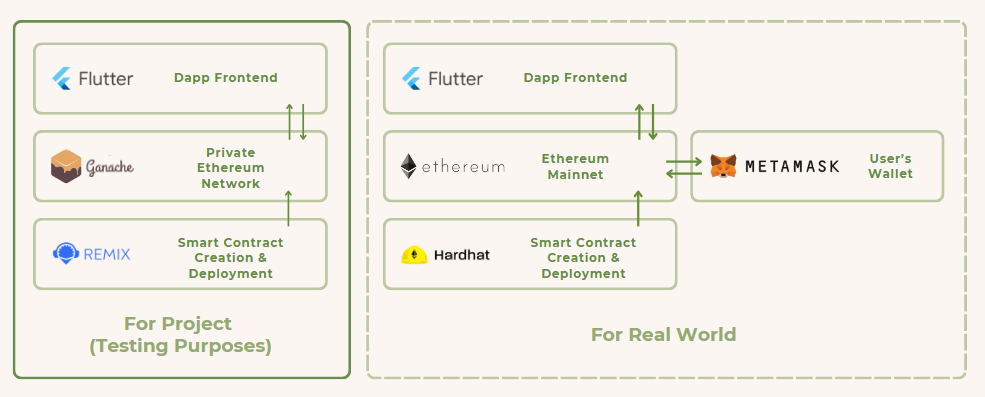 Flutter
Dapp Frontend
Ganache
Private
Ethereum
Network
REMIX
Smart Contract
Creation &
Deployment
For Project
(Testing Purposes)
Flutter
Dapp Frontend
ethereum
Ethereum
Mainnet
METAMASK
User's
Wallet
Hardhat
Smart Contract
Creation &
Deployment
For Real World